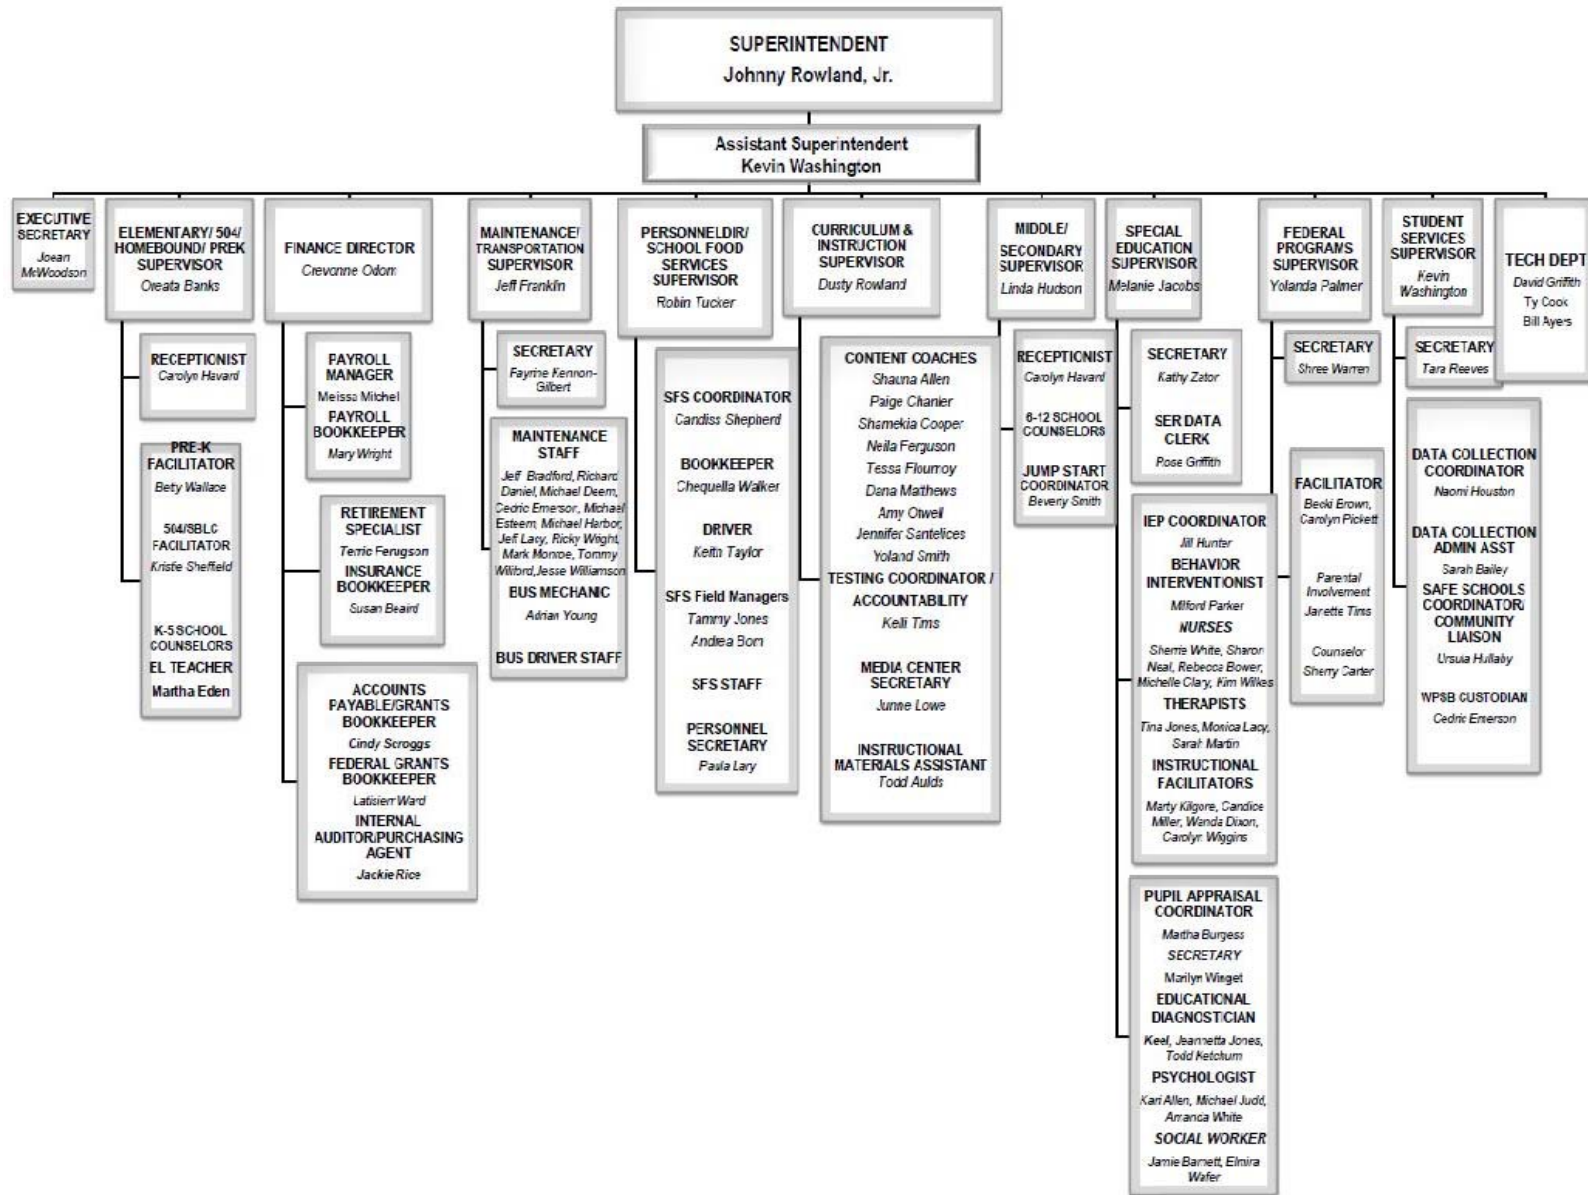 SUPERINTENDENT
Johnny Rowland, Jr.
Assistant Superintendent
Kevin Washington
EXECUTIVE
SECRETARY
Joean
McWoodson
ELEMENTARY/ 504/
HOMEBOUND/ PREK
SUPERVISOR
Oreata Banks
RECEPTIONIST
Carolyn Havard
PRE-K
FACILITATOR
Betty Wallace
504/SBLC
FACILITATOR
Kristie Sheffield
K-5 SCHOOL
COUNSELORS
EL TEACHER
Martha Eden
FINANCE DIRECTOR
Crevonne Odom
PAYROLL
MANAGER
Meissa Mitchel
PAYROLL
BOOKKEEPER
Mary Wright
RETIREMENT
SPECIALIST
Terrie Ferugson
INSURANCE
BOOKKEEPER
Susan Beaird
ACCOUNTS
PAYABLE/GRANTS
BOOKKEEPER
Cindy Scroggs
FEDERAL GRANTS
BOOKKEEPER
Latisierr Ward
INTERNAL
AUDITOR/PURCHASING
AGENT
Jackie Rice
MAINTENANCE/
TRANSPORTATION
SUPERVISOR
Jeff Franklin
SECRETARY
Fayrine Kennon-
Gilbert
MAINTENANCE
STAFF
Jeff Bradford, Richard
Daniel, Michael Deem,
Cedric Emerson, Michael
Esteem, Michael Harbor,
Jeff Lacy, Ricky Wright,
Mark Monroe, Tommy
Williford, Jesse Williamson
BUS MECHANIC
Adrian Young
BUS DRIVER STAFF
PERSONNELDIR/
SCHOOL FOOD
SERVICES
SUPERVISOR
Robin Tucker
SFS COORDINATOR
Candiss Shepherd
BOOKKEEPER
Chequella Walker
DRIVER
Keith Taylor
SFS Field Managers
Tammy Jones
Andrea Born
SFS STAFF
PERSONNEL
SECRETARY
Paula Lary
CURRICULUM &
INSTRUCTION
SUPERVISOR
Dusty Rowland
CONTENT COACHES
Shauna Allen
Paige Chanler
Shamekia Cooper
Neila Ferguson
Tessa Flournoy
Dana Matthews
Amy Otwell
Jennifer Santelices
Yoland Smith
TESTING COORDINATOR /
ACCOUNTABILITY
Kelli Tims
MEDIA CENTER
SECRETARY
Junne Lowe
INSTRUCTIONAL
MATERIALS ASSISTANT
Todd Aulds
MIDDLE/
SECONDARY
SUPERVISOR
Linda Hudson
RECEPTIONIST
Carolyn Havard
6-12 SCHOOL
COUNSELORS
JUMP START
COORDINATOR
Beverly Smith
SPECIAL
EDUCATION
SUPERVISOR
Melanie Jacobs
SECRETARY
Kathy Zator
SER DATA
CLERK
Rose Griffith
IEP COORDINATOR
Jill Hunter
BEHAVIOR
INTERVENTIONIST
Milford Parker
NURSES
Sherrie White, Sharon
Neal, Rebecca Bower,
Michelle Clary, Kim Wilkes
THERAPISTS
Tina Jones, Monica Lacy,
Sarah Martin
INSTRUCTIONAL
FACILITATORS
Marty Kilgore, Candice
Miller, Wanda Dixon,
Carolyn Wiggins
PUPIL APPRAISAL
COORDINATOR
Martha Burgess
SECRETARY
Marilyn Winget
EDUCATIONAL
DIAGNOSTICIAN
Keel, Jeannetta Jones,
Todd Ketchum
PSYCHOLOGIST
Kari Allen, Michael Judd,
Amanda White
SOCIAL WORKER
Jamie Barnett, Elmira
Wafer
FEDERAL
PROGRAMS
SUPERVISOR
Yolanda Palmer
SECRETARY
Shree Warren
FACILITATOR
Becki Brown,
Carolyn Pickett
Parental
Involvement
Janette Tims
Counselor
Sherry Carter
STUDENT
SERVICES
SUPERVISOR
Kevin
Washington
SECRETARY
Tara Reeves
DATA COLLECTION
COORDINATOR
Naomi Houston
DATA COLLECTION
ADMIN ASST
Sarah Bailey
SAFE SCHOOLS
COORDINATOR/
COMMUNITY
LIAISON
Ursula Hullaby
WPSB CUSTODIAN
Cedric Emerson
TECH DEPT
David Griffith
Ty Cook
Bill Ayers